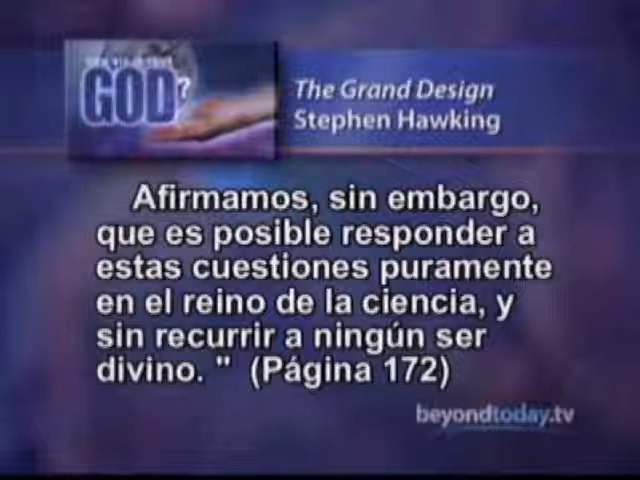 GOD?
The Grand Design
Stephen Hawking
Afirmamos, sin embargo,
que es posible responder a
estas cuestiones puramente
en el reino de la ciencia, y
sin recurrir a ningún ser
divino. " (Página 172)
beyondtoday.tv